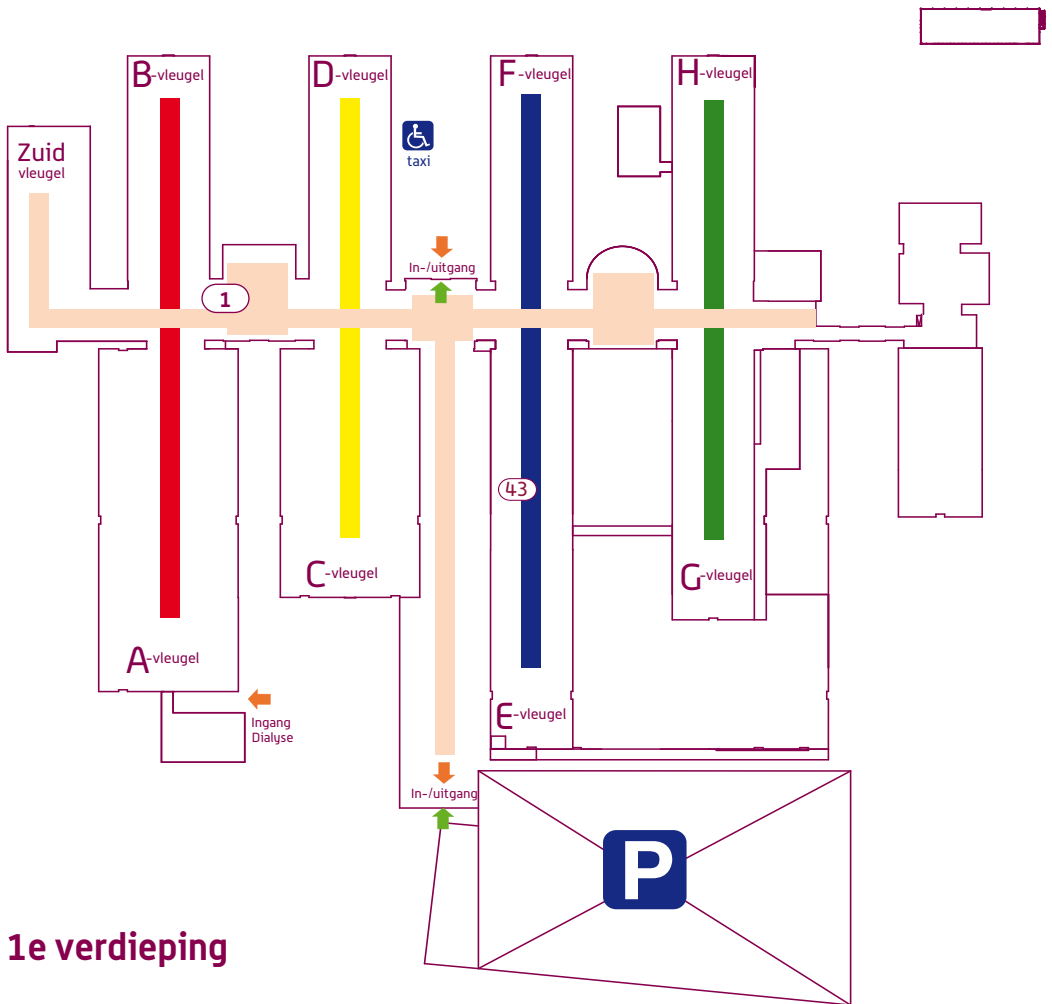 B-vleugel
D-vleugel
F-vleugel
H-vleugel
Zuid
vleugel
taxi
In-/uitgang
1
43
C-vleugel
G-vleugel
A-vleugel
E-vleugel
Ingang
Dialyse
In-/uitgang
P
1e verdieping